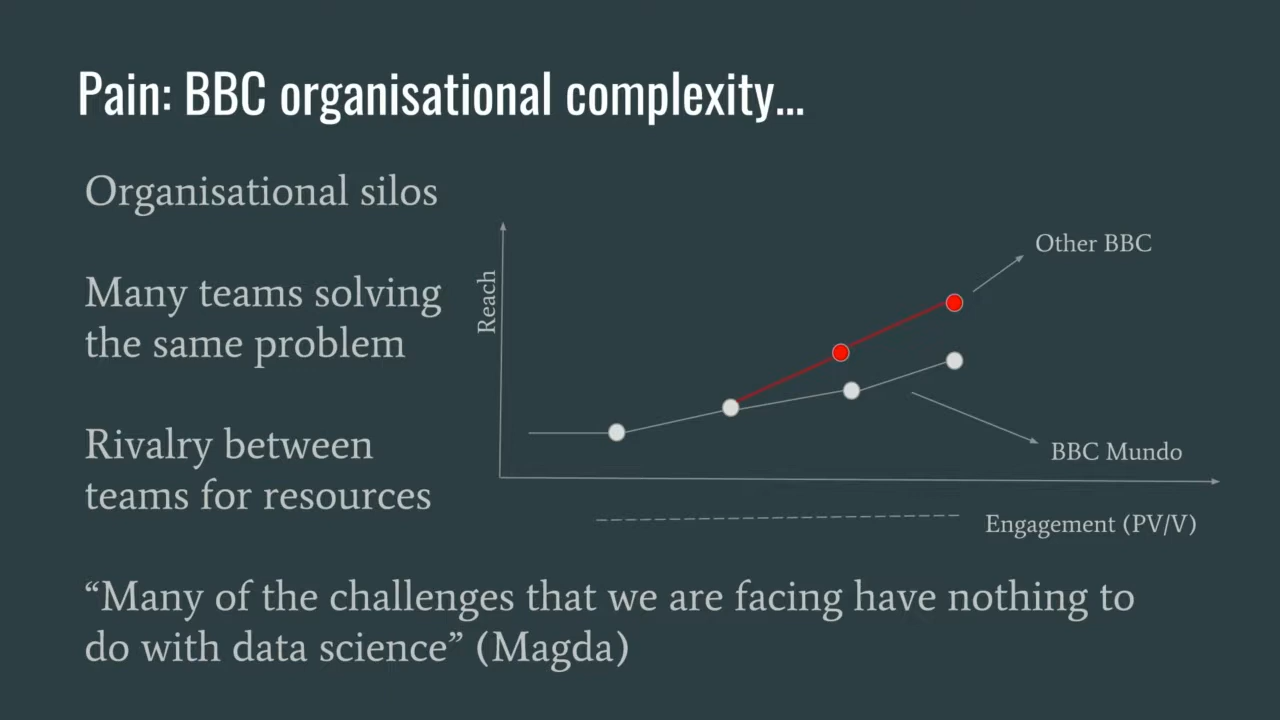 Pain: BBC organisational complexity...
Organisational silos
Many teams solving
the same problem
Rivalry between
teams for resources
Reach
Other BBC
BBC Mundo
Engagement (PV/V)
“Many of the challenges that we are facing have nothing to
do with data science” (Magda)